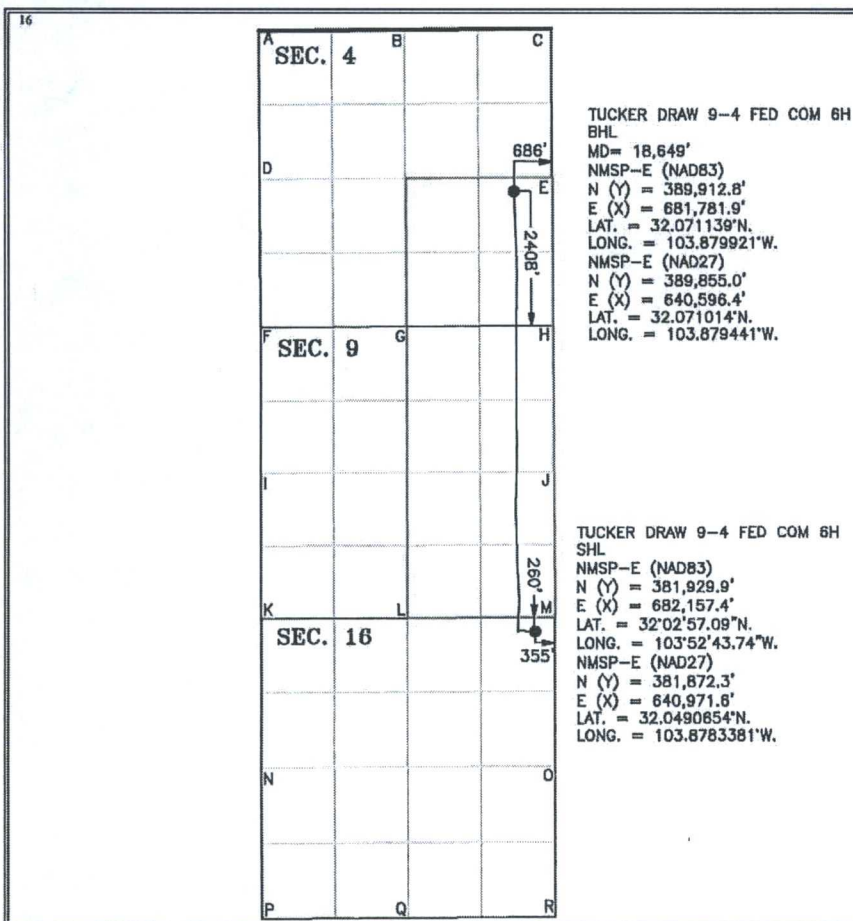 16
A B C
SEC. 4
TUCKER DRAW 9-4 FED COM 6H
BHL
MD= 18,649'
NMSP-E (NAD83)
N (Y) = 389,912.8'
E (X) = 681,781.9'
LAT. = 32.071139°N.
LONG. = 103.879921°W.
NMSP-E (NAD27)
N (Y) = 389,855.0'
E (X) = 640,596.4'
LAT. = 32.071014°N.
LONG. = 103.879441°W.
686'
D E
2408'
F G H
SEC. 9
I J
260'
K L M
SEC. 16
355'
TUCKER DRAW 9-4 FED COM 6H
SHL
NMSP-E (NAD83)
N (Y) = 381,929.9'
E (X) = 682,157.4'
LAT. = 32°02'57.09"N.
LONG. = 103°52'43.74"W.
NMSP-E (NAD27)
N (Y) = 381,872.3'
E (X) = 640,971.6'
LAT. = 32.0490654°N.
LONG. = 103.8783381°W.
N O
P Q R